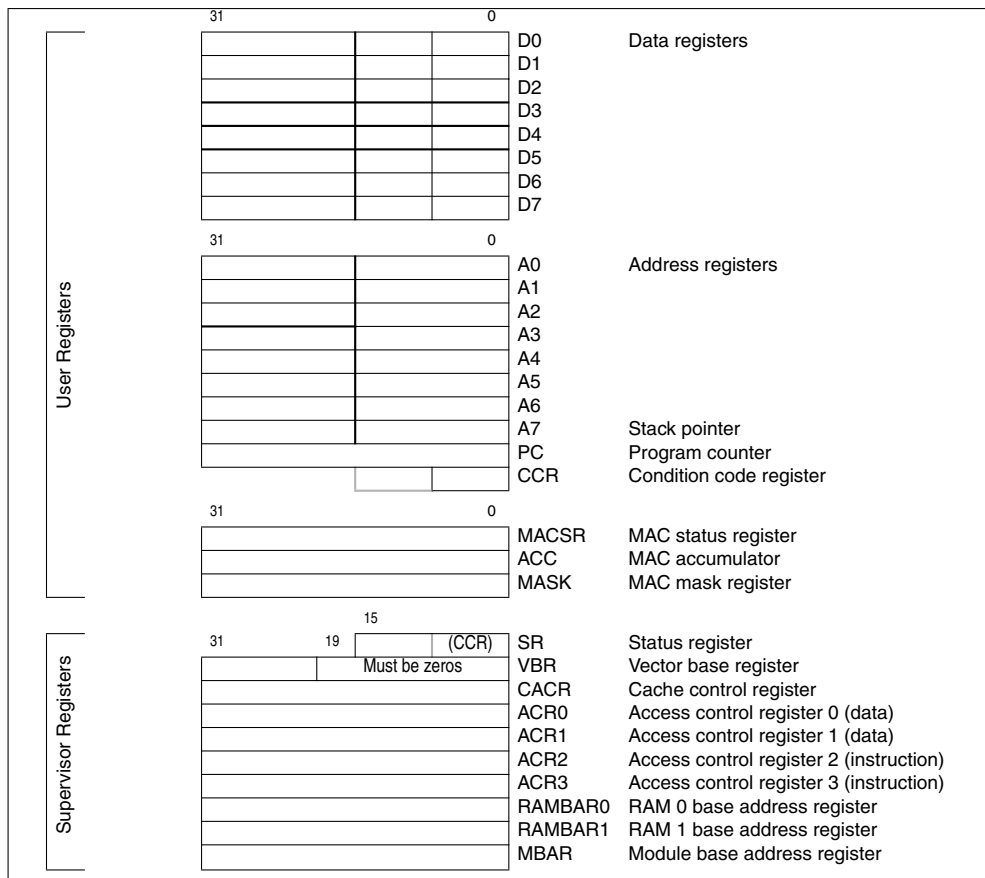 31 0
D0 Data registers
D1
D2
D3
D4
D5
D6
D7
31 0
A0 Address registers
A1
A2
A3
A4
A5
A6
A7 Stack pointer
PC Program counter
CCR Condition code register
User Registers
31 0
MACSR MAC status register
ACC MAC accumulator
MASK MAC mask register
15
31 19 (CCR) SR Status register
Must be zeros VBR Vector base register
CACR Cache control register
ACR0 Access control register 0 (data)
ACR1 Access control register 1 (data)
ACR2 Access control register 2 (instruction)
ACR3 Access control register 3 (instruction)
RAMBAR0 RAM 0 base address register
RAMBAR1 RAM 1 base address register
MBAR Module base address register
Supervisor Registers